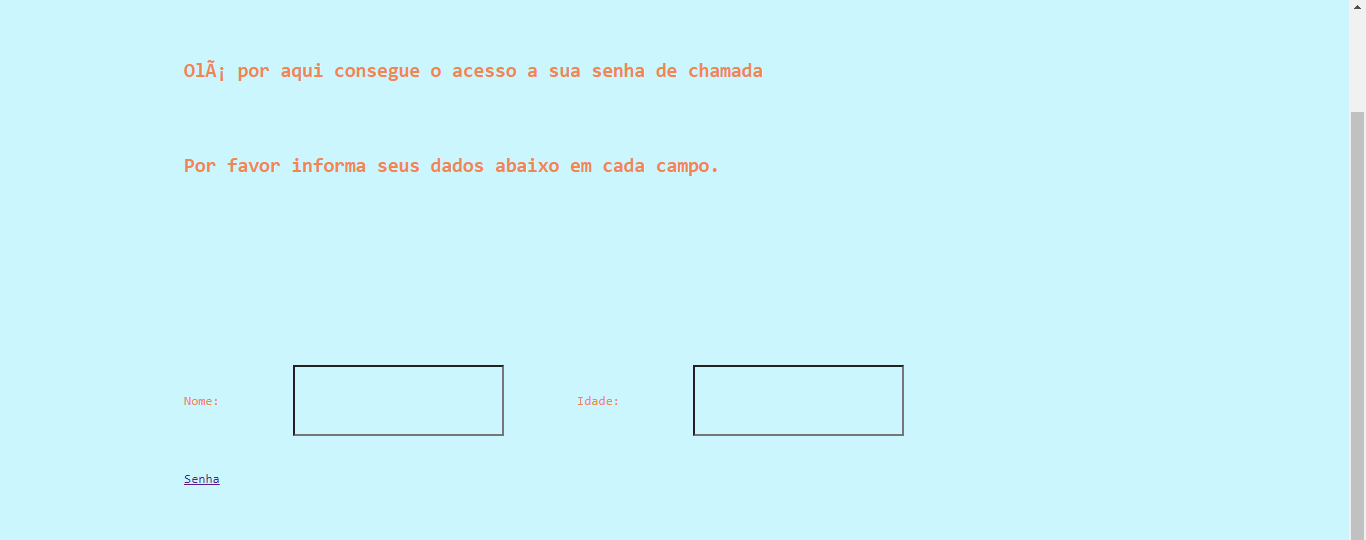 OlÃ¡ por aqui consegue o acesso a sua senha de chamada
Por favor informa seus dados abaixo em cada campo.
Nome: Idade:
Senha